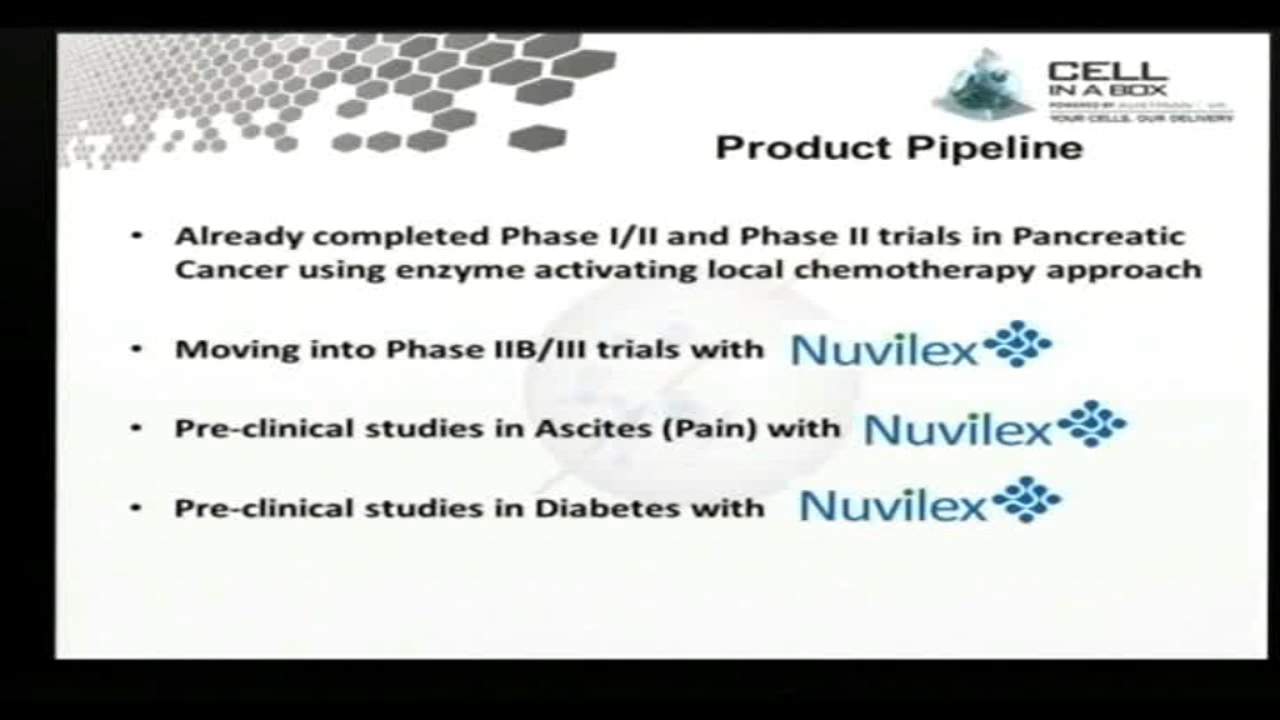 CELL
IN A BOX
POWERED BY
YOUR CELLS. OUR DELIVERY
Product Pipeline
• Already completed Phase I/II and Phase II trials in Pancreatic
Cancer using enzyme activating local chemotherapy approach
• Moving into Phase IIB/III trials with Nuvilex
• Pre-clinical studies in Ascites (Pain) with Nuvilex
• Pre-clinical studies in Diabetes with Nuvilex